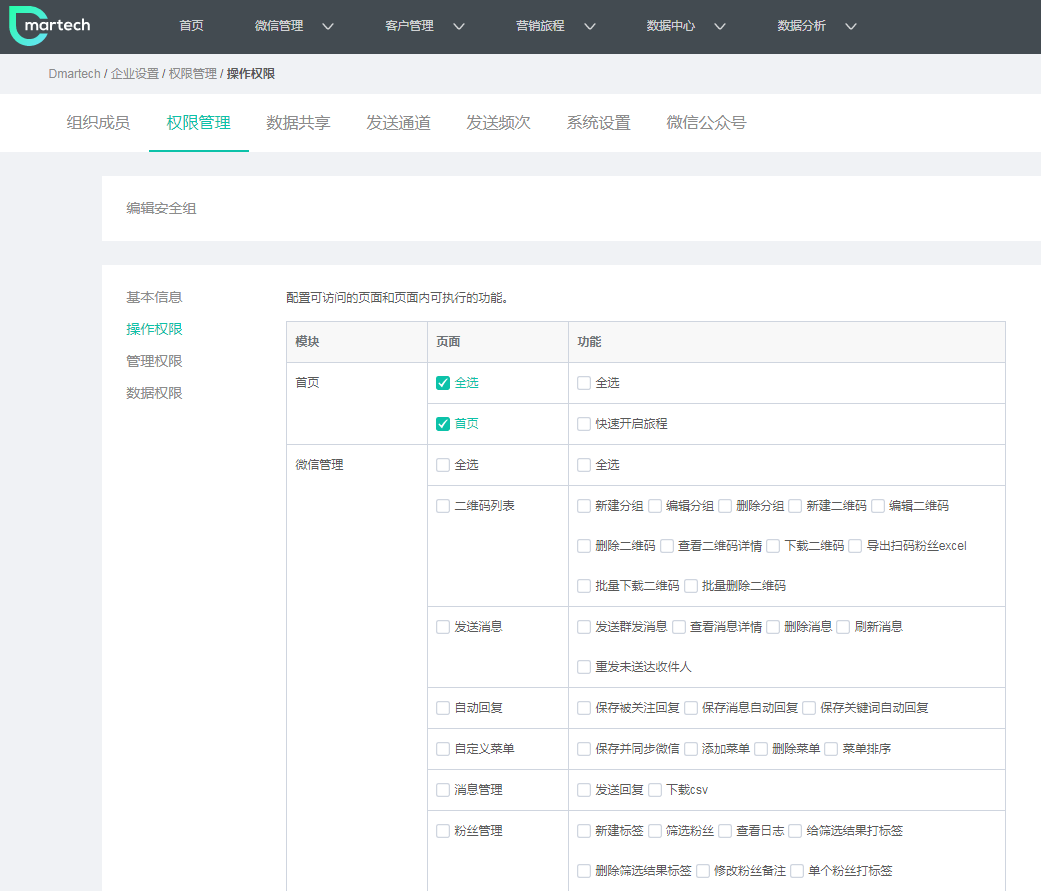 Dmartech 首页 微信管理 客户管理 营销旅程 数据中心 数据分析
Dmartech / 企业设置 / 权限管理 / 操作权限
组织成员 权限管理 数据共享 发送通道 发送频次 系统设置 微信公众号
编辑安全组
基本信息
操作权限
管理权限
数据权限
配置可访问的页面和页面内可执行的功能。
模块 页面 功能
首页 全选 全选
首页 快速开启旅程
微信管理 全选 全选
二维码列表 新建分组 编辑分组 删除分组 新建二维码 编辑二维码
删除二维码 查看二维码详情 下载二维码 导出扫码粉丝excel
批量下载二维码 批量删除二维码
发送消息 发送群发消息 查看消息详情 删除消息 刷新消息
重发未送达收件人
自动回复 保存被关注回复 保存消息自动回复 保存关键词自动回复
自定义菜单 保存并同步微信 添加菜单 删除菜单 菜单排序
消息管理 发送回复 下载csv
粉丝管理 新建标签 筛选粉丝 查看日志 给筛选结果打标签
删除筛选结果标签 修改粉丝备注 单个粉丝打标签